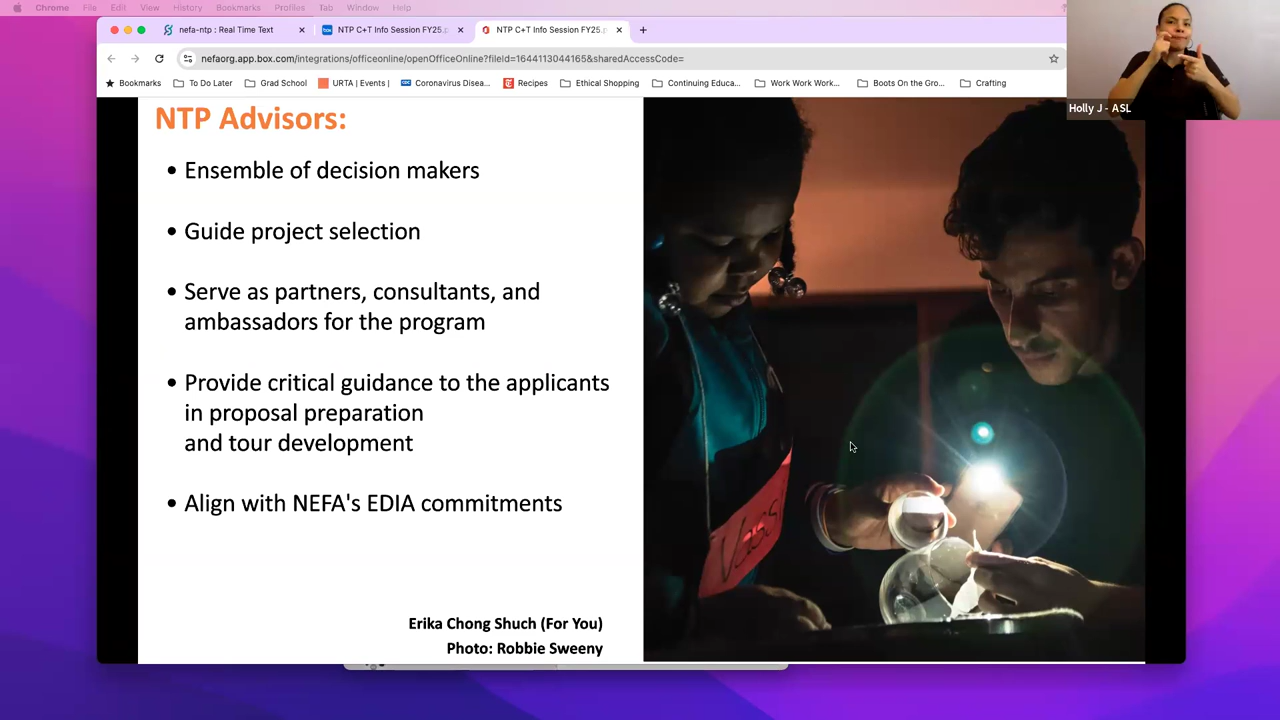 Chrome File Edit View History Bookmarks Profiles Tab Window Help
nefa-ntp : Real Time Text
NTP C+T Info Session FY25.p
NTP C+T Info Session FY25.p
nefaorg.app.box.com/integrations/officeonline/openOfficeOnline?fileId=1644113044165&sharedAccessCode=
Bookmarks To Do Later Grad School URTA | Events | Coronavirus Disea... Recipes Ethical Shopping Continuing Educa... Work Work Work... Boots On the Gro... Crafting
Holly J - ASL
NTP Advisors:
• Ensemble of decision makers
• Guide project selection
• Serve as partners, consultants, and
ambassadors for the program
• Provide critical guidance to the applicants
in proposal preparation
and tour development
• Align with NEFA's EDIA commitments
Erika Chong Shuch (For You)
Photo: Robbie Sweeny